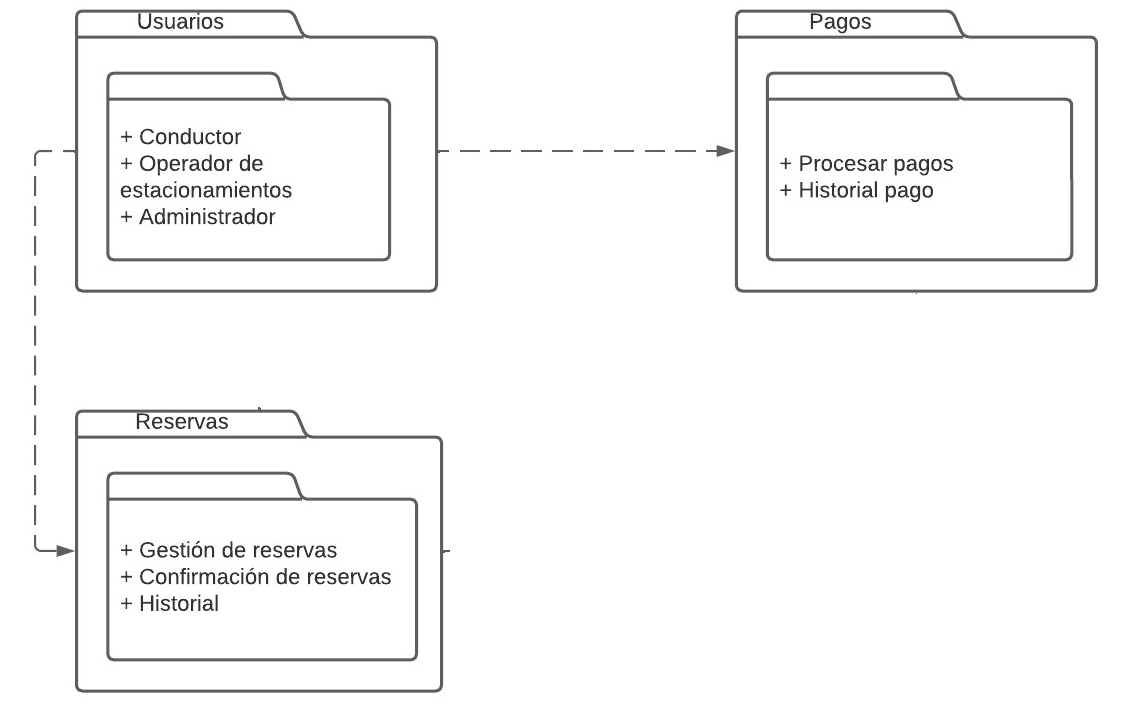 Usuarios
+ Conductor
+ Operador de
estacionamientos
+ Administrador
Pagos
+ Procesar pagos
+ Historial pago
Reservas
+ Gestión de reservas
+ Confirmación de reservas
+ Historial